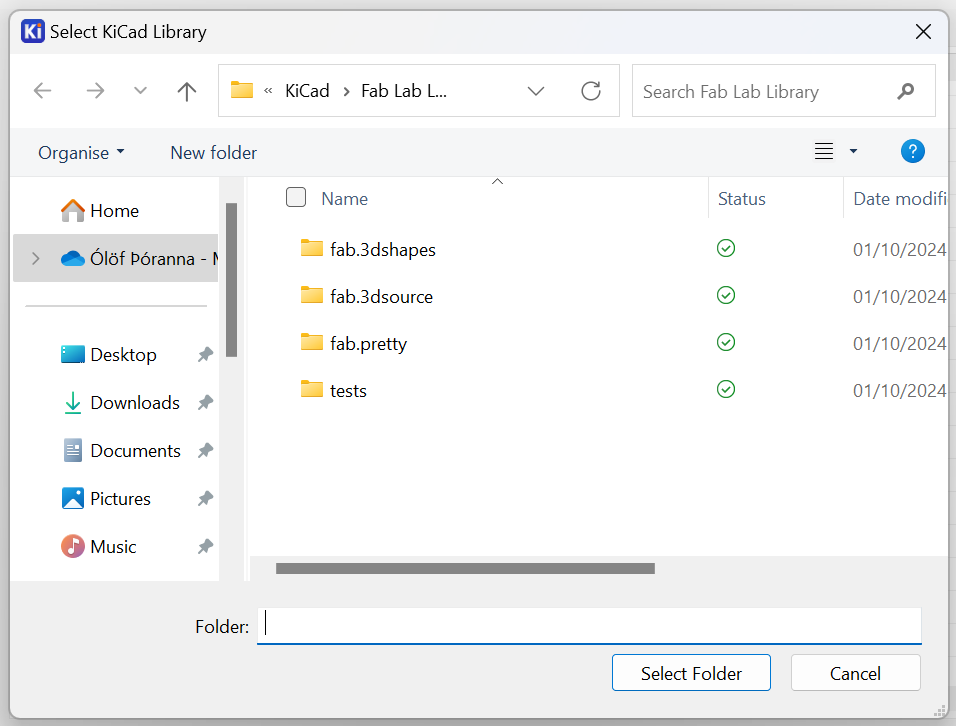 Ki Select KiCad Library
« KiCad > Fab Lab L...
Search Fab Lab Library
Organise New folder
?
Name Status Date modifi
Home
Ólöf Þóranna - M
Desktop
Downloads
Documents
Pictures
Music
fab.3dshapes 01/10/2024
fab.3dsource 01/10/2024
fab.pretty 01/10/2024
tests 01/10/2024
Folder:
Select Folder Cancel